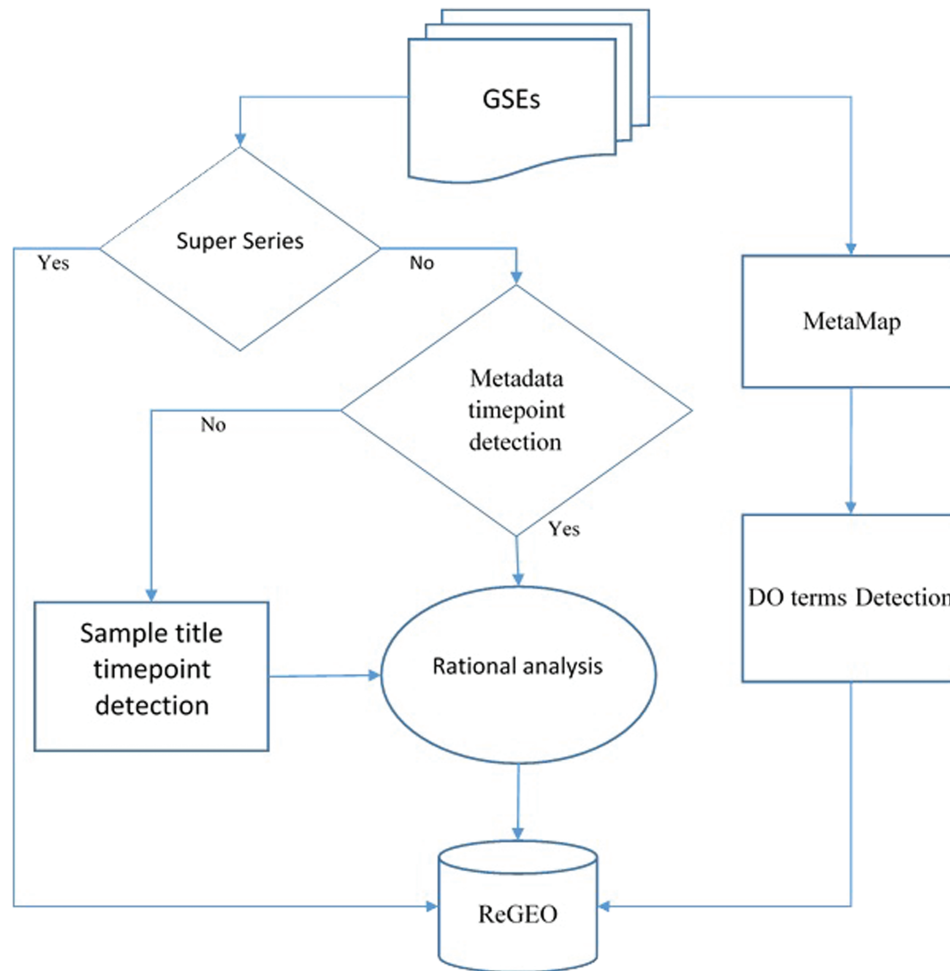 GSEs
Super Series
Yes
No
MetaMap
Metadata
timepoint
detection
No
Yes
DO terms Detection
Sample title
timepoint
detection
Rational analysis
ReGEO